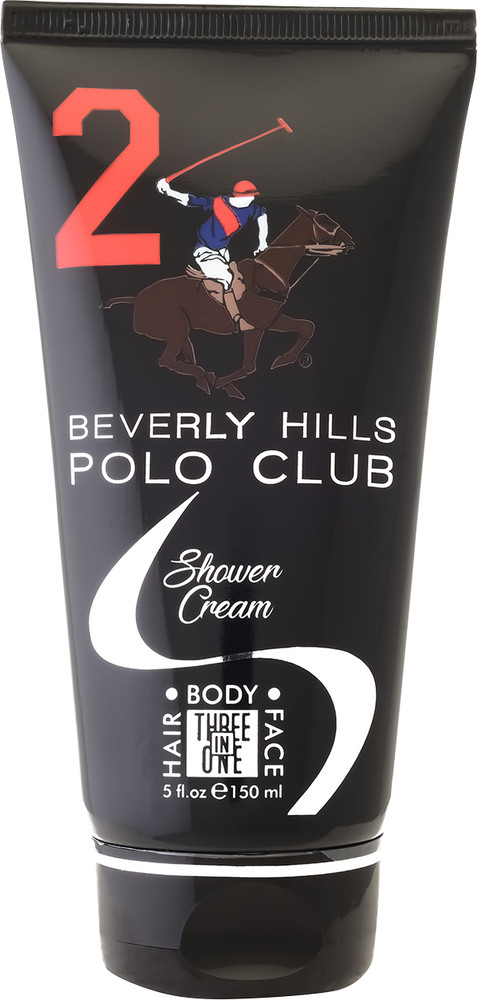 2
BEVERLY HILLS
POLO CLUB
Shower
Cream
HAIR • BODY • FACE
THREE
IN
ONE
5 fl.oz e 150 ml